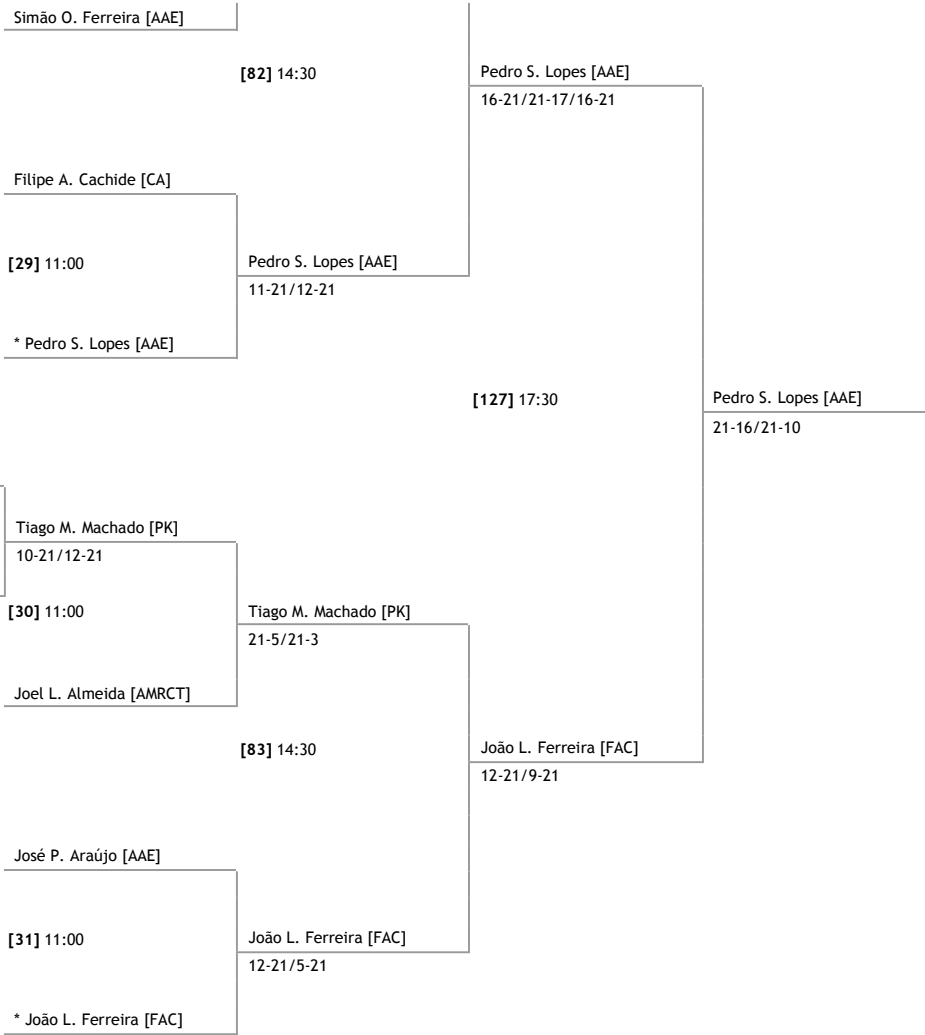 Simão O. Ferreira [AAE]
[82] 14:30
Pedro S. Lopes [AAE]
16-21/21-17/16-21
Filipe A. Cachide [CA]
[29] 11:00
Pedro S. Lopes [AAE]
11-21/12-21
* Pedro S. Lopes [AAE]
[127] 17:30
Pedro S. Lopes [AAE]
21-16/21-10
Tiago M. Machado [PK]
10-21/12-21
[30] 11:00
Tiago M. Machado [PK]
21-5/21-3
Joel L. Almeida [AMRCT]
[83] 14:30
João L. Ferreira [FAC]
12-21/9-21
José P. Araújo [AAE]
[31] 11:00
João L. Ferreira [FAC]
12-21/5-21
* João L. Ferreira [FAC]